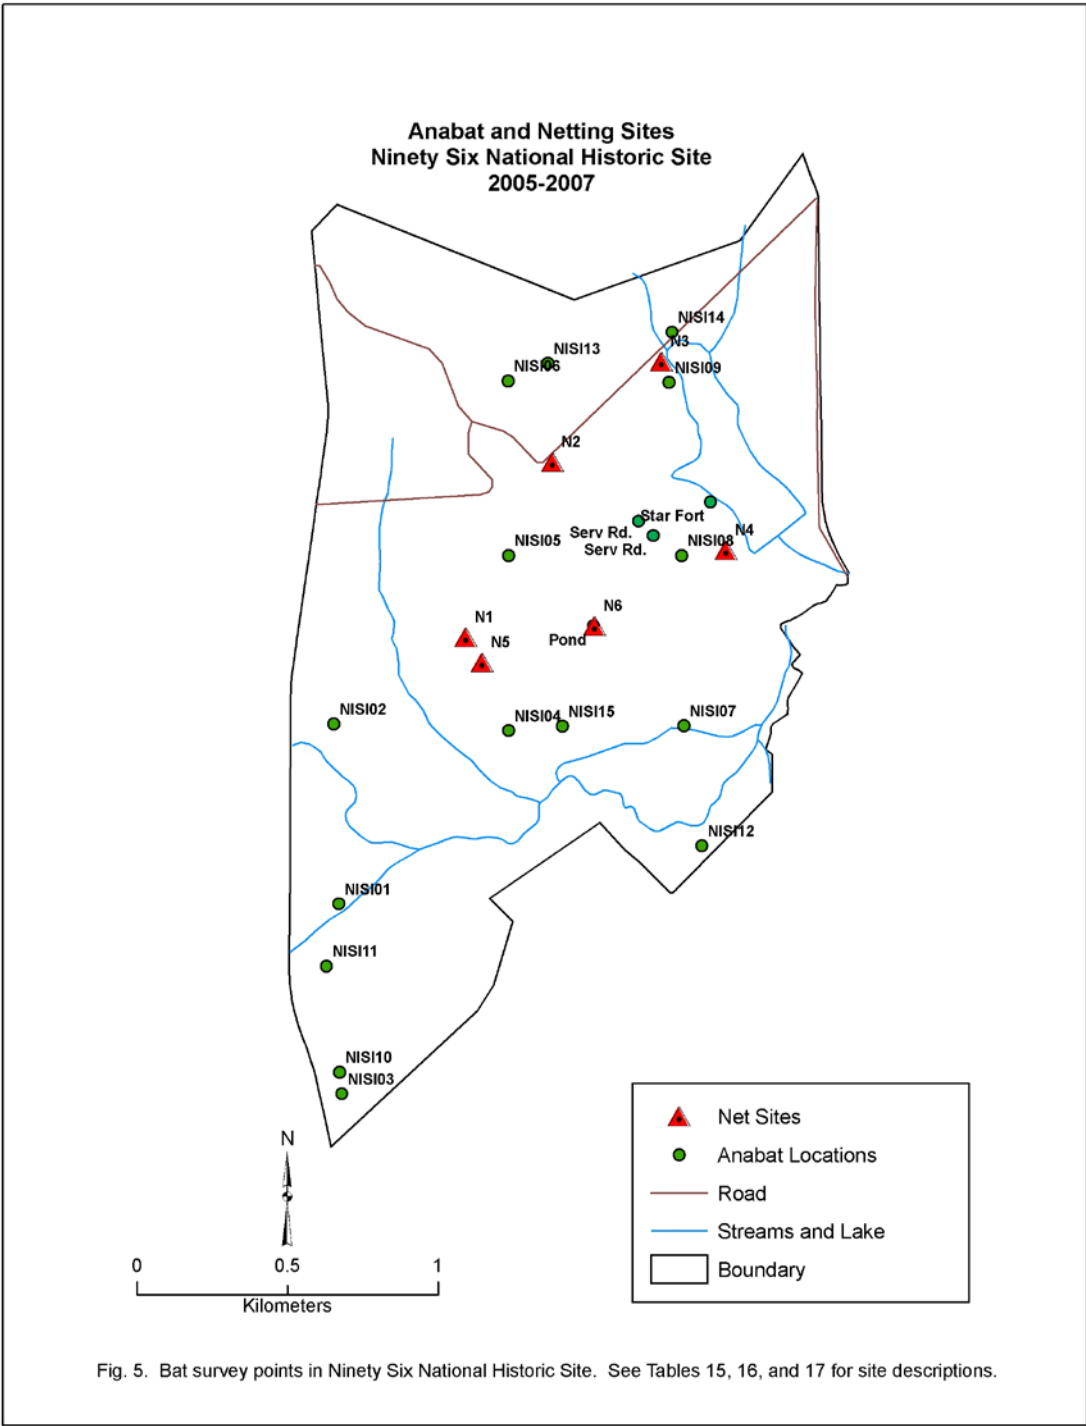 Anabat and Netting Sites
Ninety Six National Historic Site
2005-2007
NISI14
N3
NISI13
NISI06
NISI09
N2
Star Fort
Serv Rd.
N4
NISI05
Serv Rd.
NISI08
N1
N6
Pond
N5
NISI02
NISI04
NISI15
NISI07
NISI12
NISI01
NISI11
NISI10
NISI03
N
0
0.5
1
Kilometers
Net Sites
Anabat Locations
Road
Streams and Lake
Boundary
Fig. 5. Bat survey points in Ninety Six National Historic Site. See Tables 15, 16, and 17 for site descriptions.